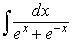 ∫ dx / (e^x + e^{-x})